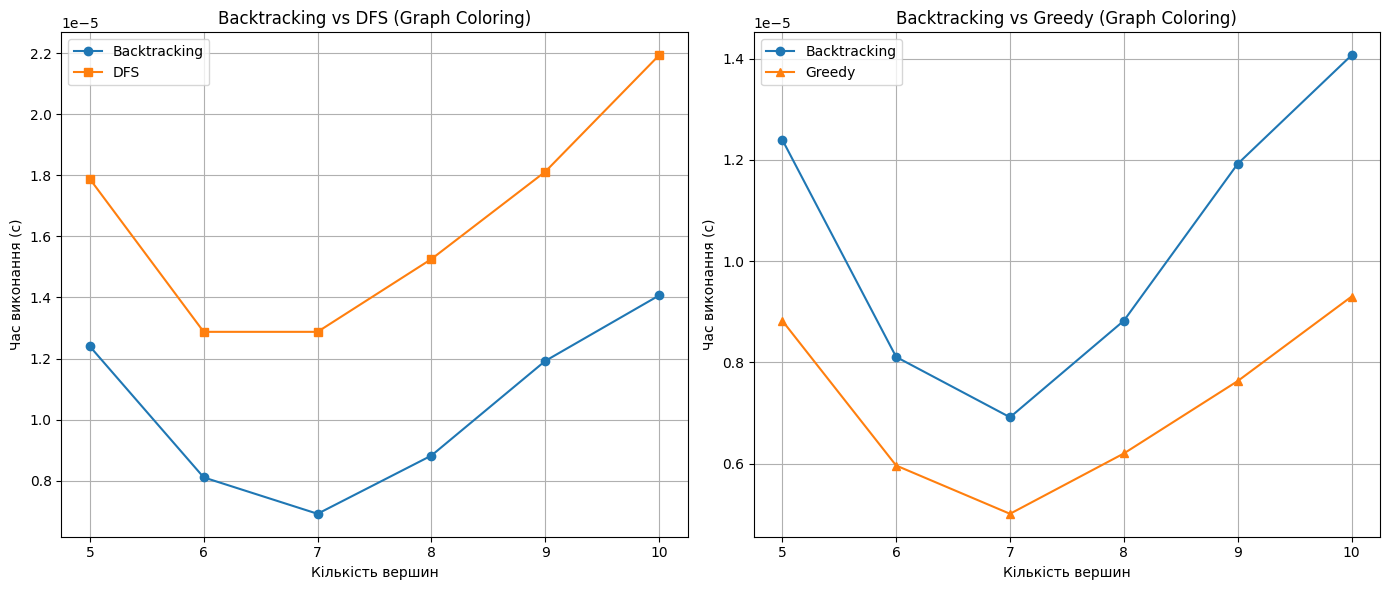 Backtracking vs DFS (Graph Coloring)
1e−5
Backtracking
DFS
2.2
2.0
1.8
1.6
1.4
1.2
1.0
0.8
Час виконання (с)
5 6 7 8 9 10
Кількість вершин
Backtracking vs Greedy (Graph Coloring)
1e−5
Backtracking
Greedy
1.4
1.2
1.0
0.8
0.6
Час виконання (с)
5 6 7 8 9 10
Кількість вершин